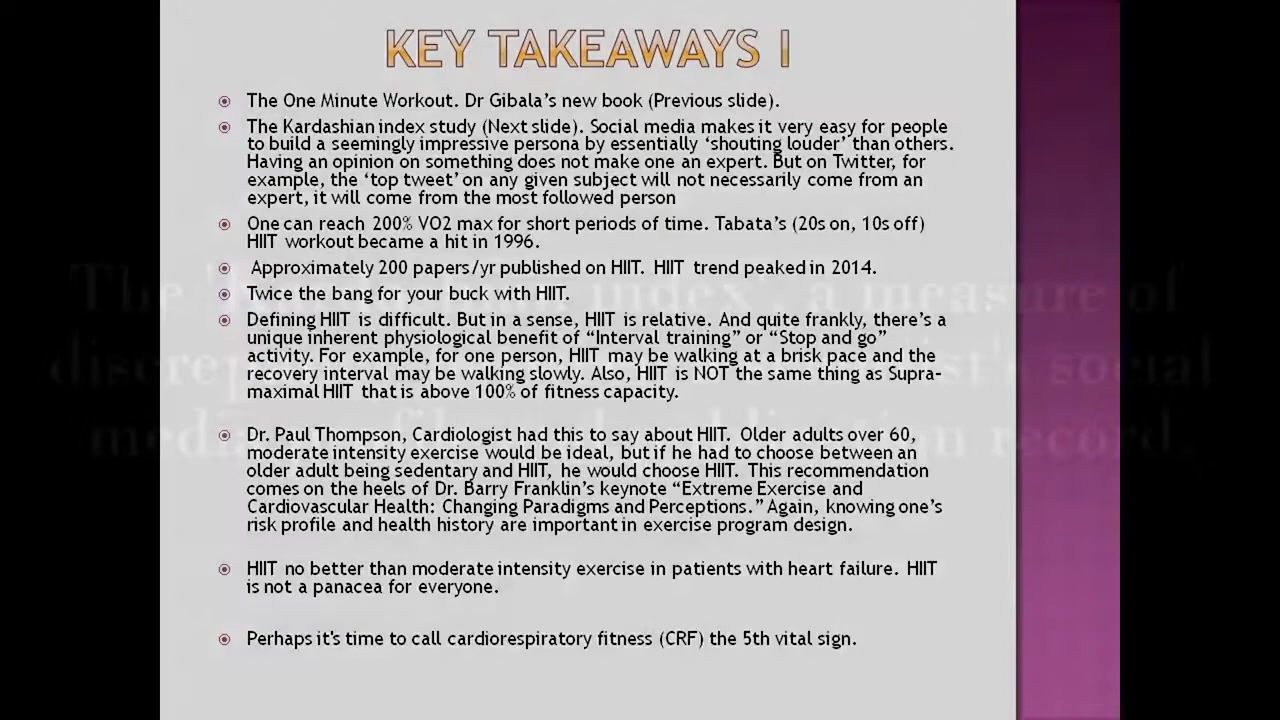 KEY TAKEAWAYS I
The One Minute Workout. Dr Gibala's new book (Previous slide).
The Kardashian index study (Next slide). Social media makes it very easy for people
to build a seemingly impressive persona by essentially 'shouting louder' than others.
Having an opinion on something does not make one an expert. But on Twitter, for
example, the 'top tweet' on any given subject will not necessarily come from an
expert, it will come from the most followed person
One can reach 200% VO2 max for short periods of time. Tabata's (20s on, 10s off)
HIIT workout became a hit in 1996.
Approximately 200 papers/yr published on HIIT. HIIT trend peaked in 2014.
Twice the bang for your buck with HIIT.
Defining HIIT is difficult. But in a sense, HIIT is relative. And quite frankly, there's a
unique inherent physiological benefit of “Interval training” or “Stop and go”
activity. For example, for one person, HIIT may be walking at a brisk pace and the
recovery interval may be walking slowly. Also, HIIT is NOT the same thing as Supra-
maximal HIIT that is above 100% of fitness capacity.
Dr. Paul Thompson, Cardiologist had this to say about HIIT. Older adults over 60,
moderate intensity exercise would be ideal, but if he had to choose between an
older adult being sedentary and HIIT, he would choose HIIT. This recommendation
comes on the heels of Dr. Barry Franklin's keynote “Extreme Exercise and
Cardiovascular Health: Changing Paradigms and Perceptions.” Again, knowing one's
risk profile and health history are important in exercise program design.
HIIT no better than moderate intensity exercise in patients with heart failure. HIIT
is not a panacea for everyone.
Perhaps it's time to call cardiorespiratory fitness (CRF) the 5th vital sign.
The index', a measure of
social
record.